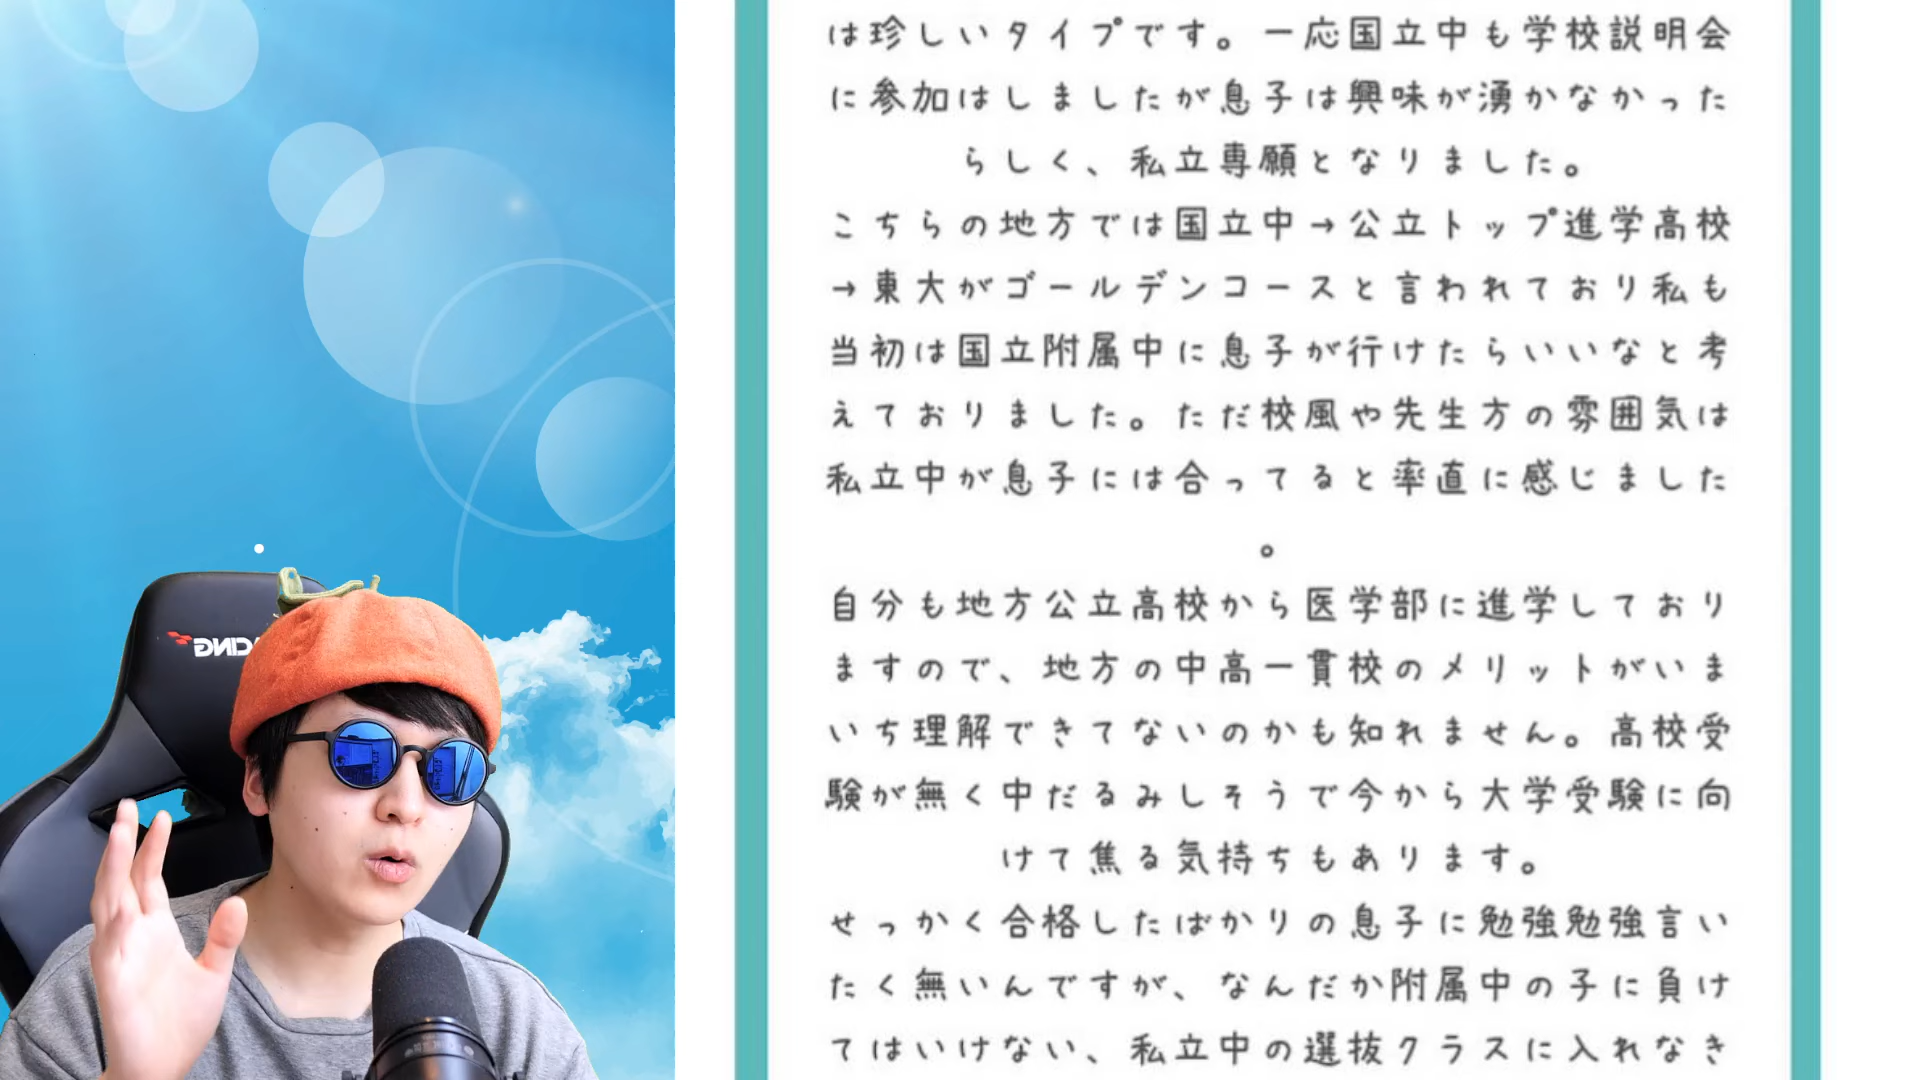 は珍しいタイプです。一応国立中も学校説明会
に参加はしましたが息子は興味が湧かなかった
らしく、私立専願となりました。
こちらの地方では国立中→公立トップ進学高校
→東大がゴールデンコースと言われており私も
当初は国立附属中に息子が行けたらいいなと考
えておりました。ただ校風や先生方の雰囲気は
私立中が息子には合ってると率直に感じました
。
自分も地方公立高校から医学部に進学しており
ますので、地方の中高一貫校のメリットがいま
いち理解できてないのかも知れません。高校受
験が無く中だるみしそうで今から大学受験に向
けて焦る気持ちもあります。
せっかく合格したばかりの息子に勉強勉強言い
たく無いんですが、なんだか附属中の子に負け
てはいけない、私立中の選抜クラスに入れなき